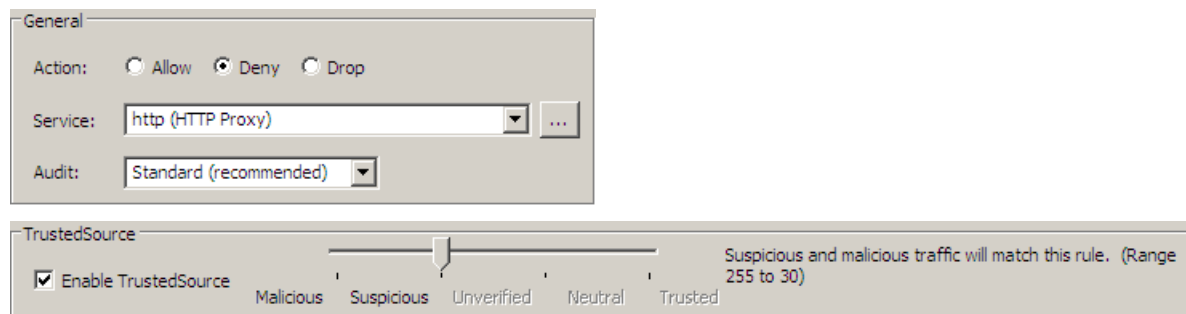 General
Action: Allow Deny Drop
Service: http (HTTP Proxy) ...
Audit: Standard (recommended)
TrustedSource
Enable TrustedSource
Malicious Suspicious Unverified Neutral Trusted
Suspicious and malicious traffic will match this rule. (Range
255 to 30)